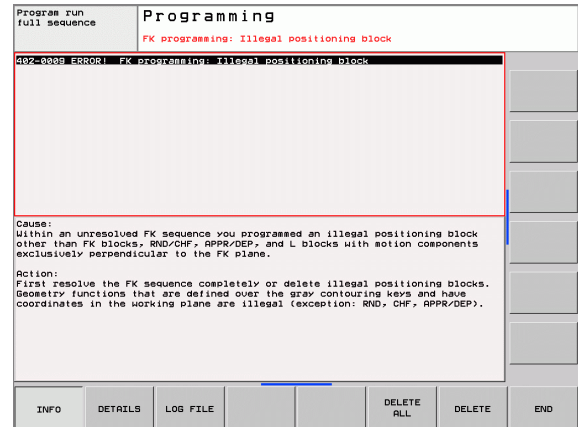 Program run
full sequence
Programming
FK programming: Illegal positioning block
402-0009 ERROR! FK programming: Illegal positioning block
Cause:
Within an unresolved FK sequence you programmed an illegal positioning block
other than FK blocks, RND/CHF, APPR/DEP, and L blocks with motion components
exclusively perpendicular to the FK plane.
Action:
First resolve the FK sequence completely or delete illegal positioning blocks.
Geometry functions that are defined over the gray contouring keys and have
coordinates in the working plane are illegal (exception: RND, CHF, APPR/DEP).
INFO
DETAILS
LOG FILE
DELETE
ALL
DELETE
END